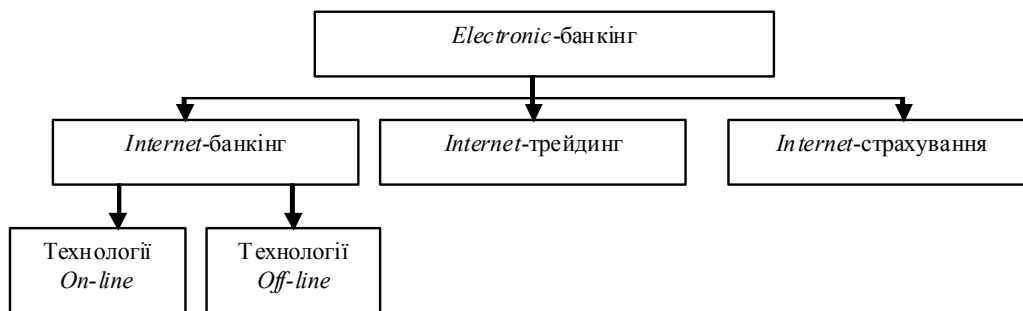 Electronic-банкінг
Internet-банкінг
Internet-трейдинг
Internet-страхування
Технології
On-line
Технології
Off-line